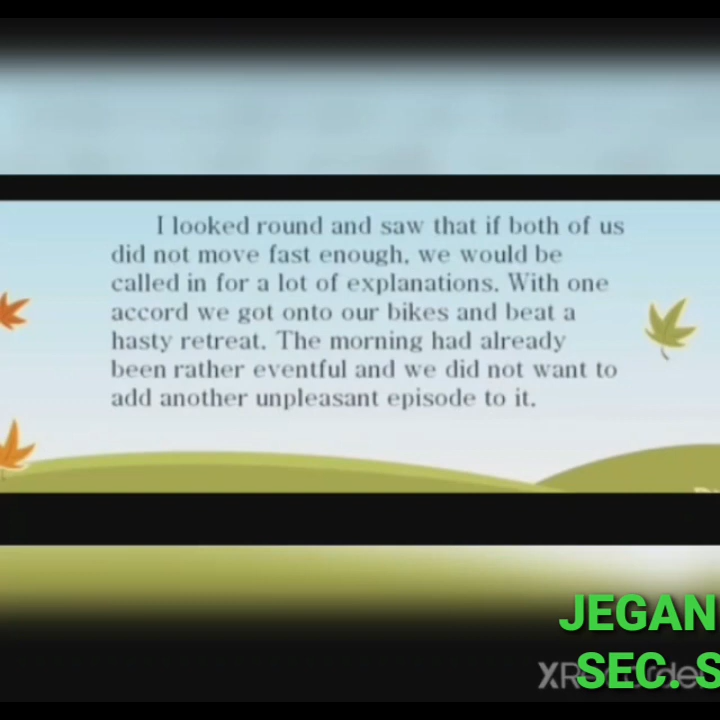 I looked round and saw that if both of us
did not move fast enough, we would be
called in for a lot of explanations. With one
accord we got onto our bikes and beat a
hasty retreat. The morning had already
been rather eventful and we did not want to
add another unpleasant episode to it.
JEGAN
SEC. S